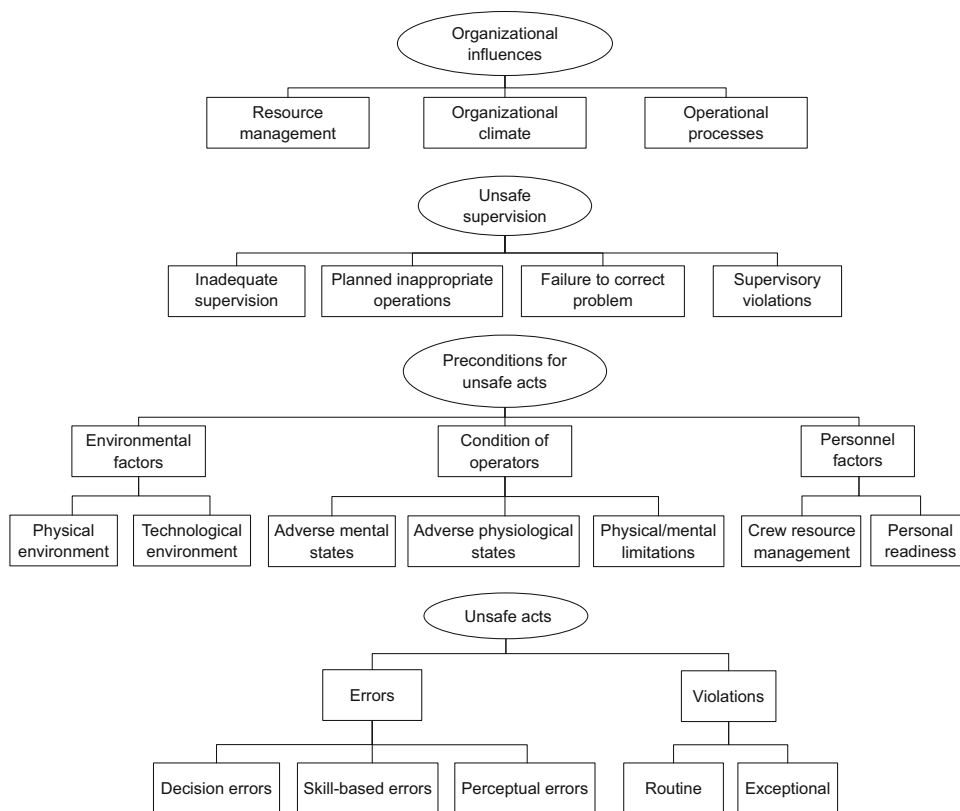 Organizational
influences
Resource
management
Organizational
climate
Operational
processes
Unsafe
supervision
Inadequate
supervision
Planned inappropriate
operations
Failure to correct
problem
Supervisory
violations
Preconditions for
unsafe acts
Environmental
factors
Condition of
operators
Personnel
factors
Physical
environment
Technological
environment
Adverse mental
states
Adverse physiological
states
Physical/mental
limitations
Crew resource
management
Personal
readiness
Unsafe acts
Errors
Violations
Decision errors
Skill-based errors
Perceptual errors
Routine
Exceptional